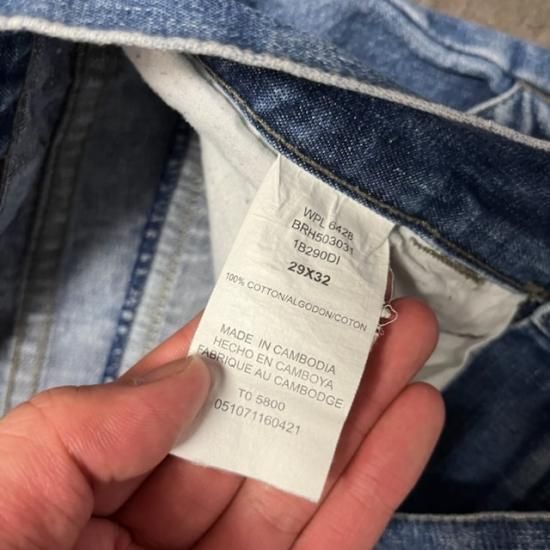 WPL 6428
BRH503031
1B290DI
29X32
100% COTTON/ALGODON/COTON
MADE IN CAMBODIA
HECHO EN CAMBOYA
FABRIQUE AU CAMBODGE
TO 5800
051071160421